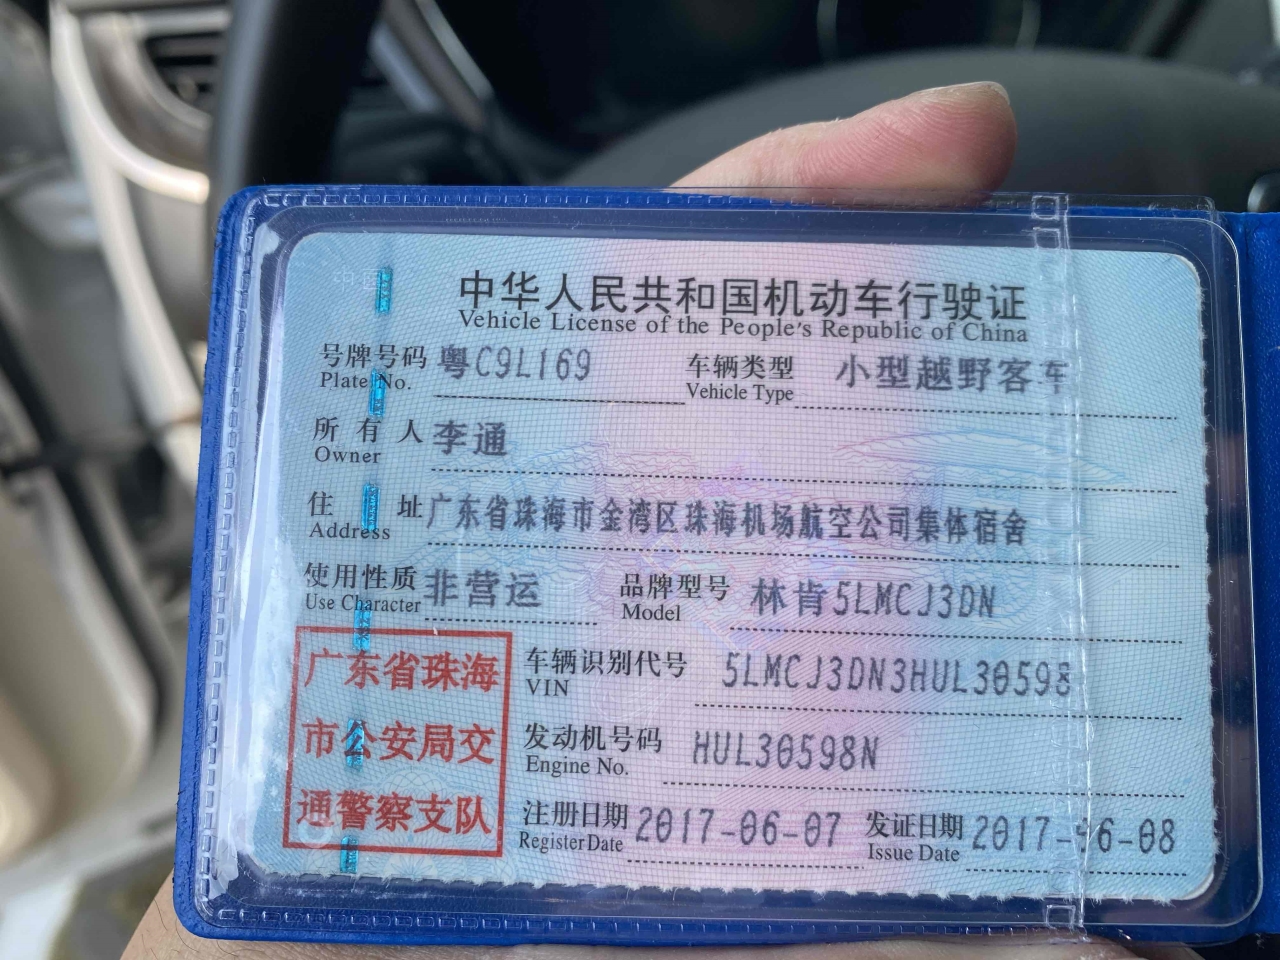 中华人民共和国机动车行驶证
Vehicle License of the People's Republic of China
号牌号码 粤C9L169 车辆类型 小型越野客车
Plate No. Vehicle Type
所有人 李通
Owner
住址 广东省珠海市金湾区珠海机场航空公司集体宿舍
Address
使用性质 非营运 品牌型号 林肯5LMCJ3DN
Use Character Model
广东省珠海
市公安局交
通警察支队
车辆识别代号 5LMCJ3DN3HUL30598
VIN
发动机号码 HUL30598N
Engine No.
注册日期 2017-06-07 发证日期 2017-06-08
Register Date Issue Date